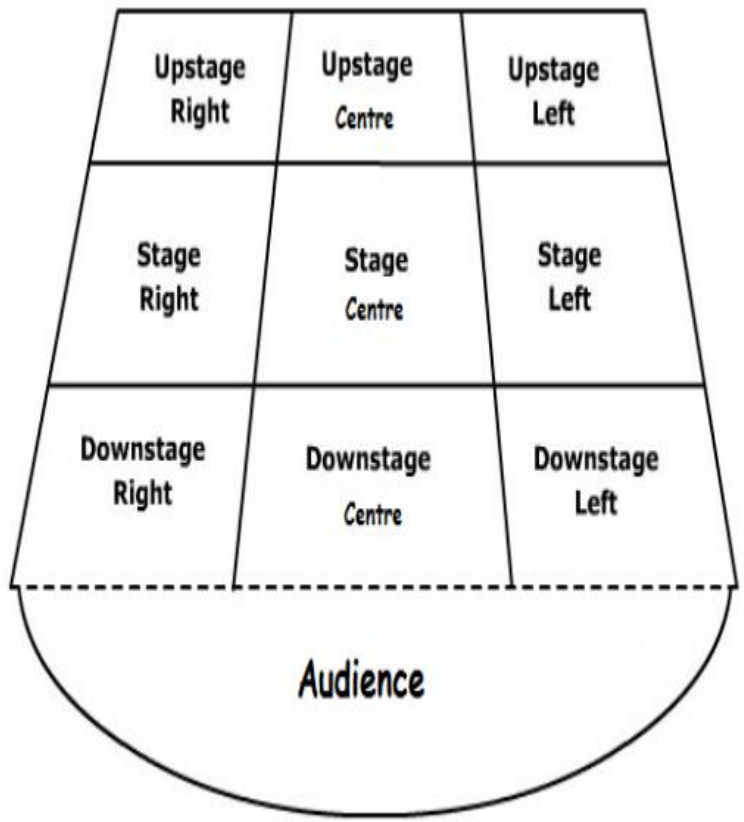 Upstage
Right
Upstage
Centre
Upstage
Left
Stage
Right
Stage
Centre
Stage
Left
Downstage
Right
Downstage
Centre
Downstage
Left
Audience